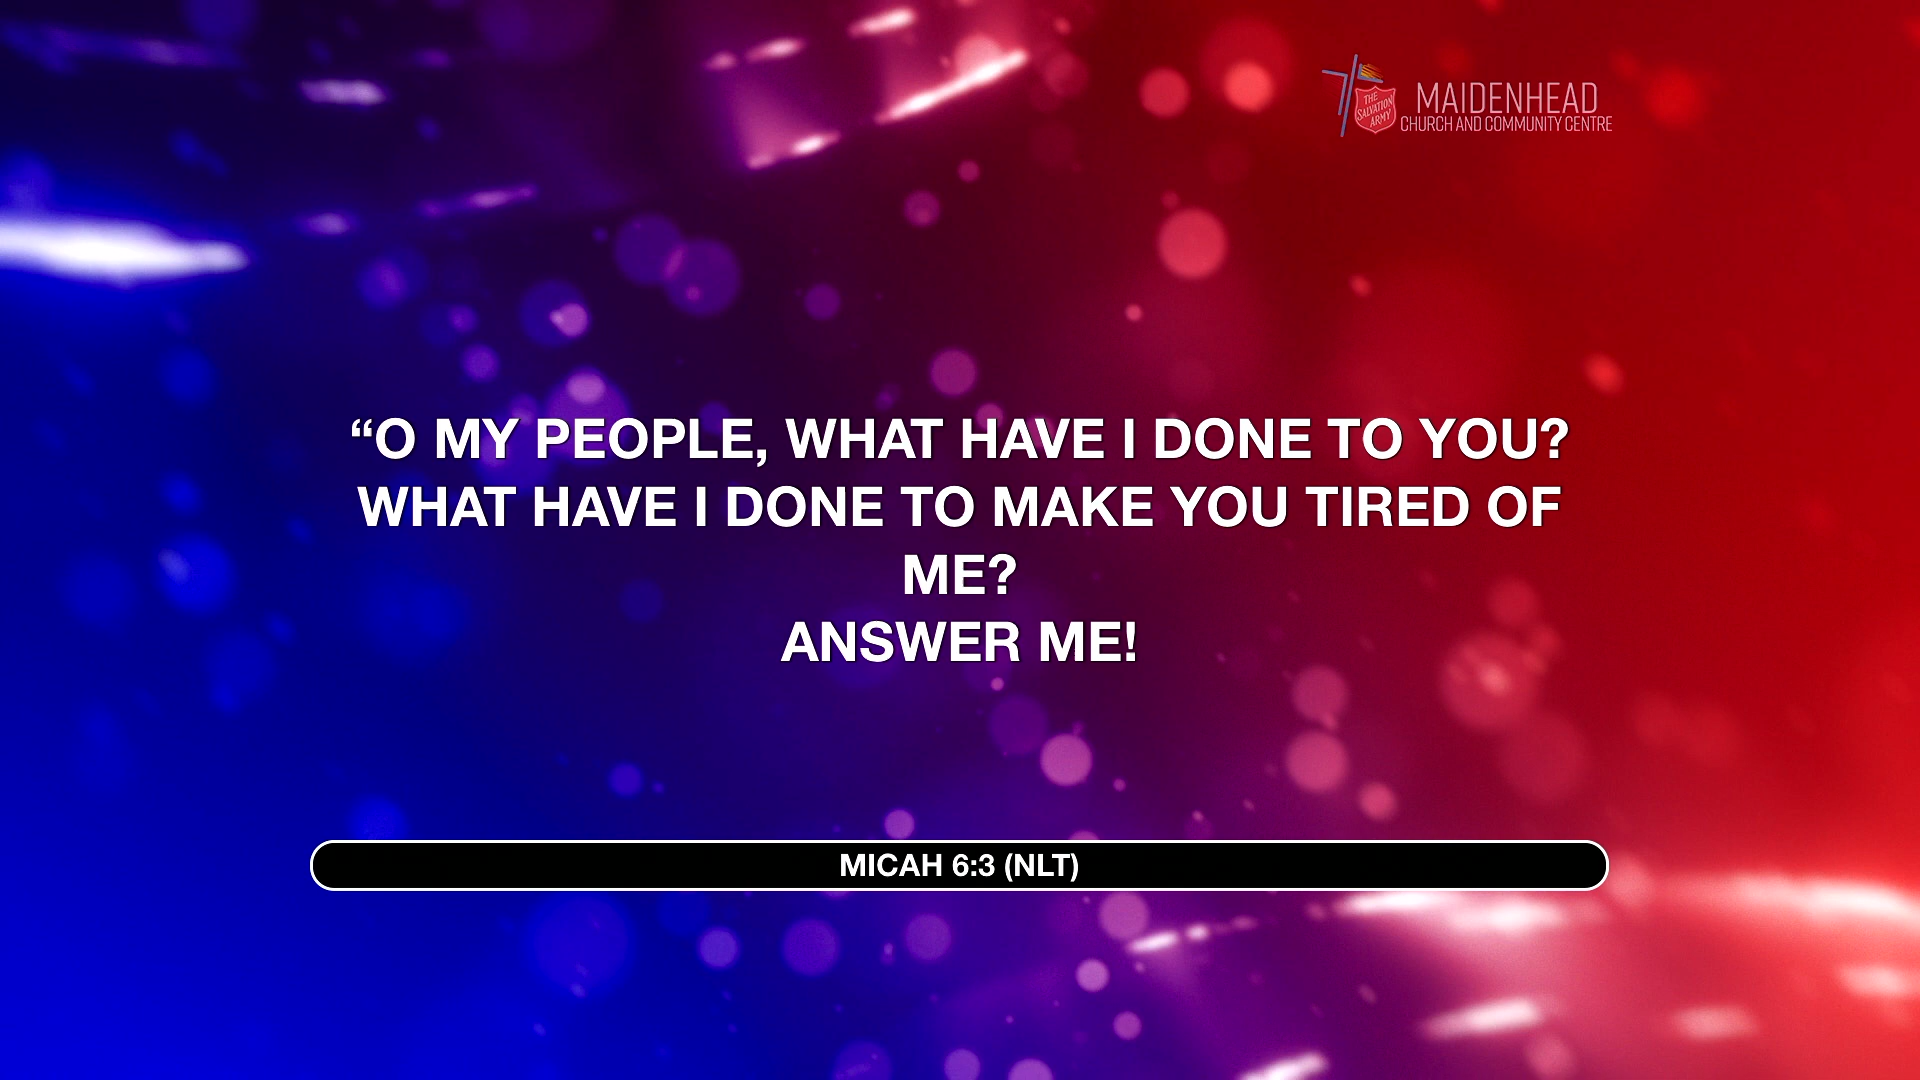 THE
SALVATION
ARMY
MAIDENHEAD
CHURCH AND COMMUNITY CENTRE
“O MY PEOPLE, WHAT HAVE I DONE TO YOU?
WHAT HAVE I DONE TO MAKE YOU TIRED OF
ME?
ANSWER ME!
MICAH 6:3 (NLT)